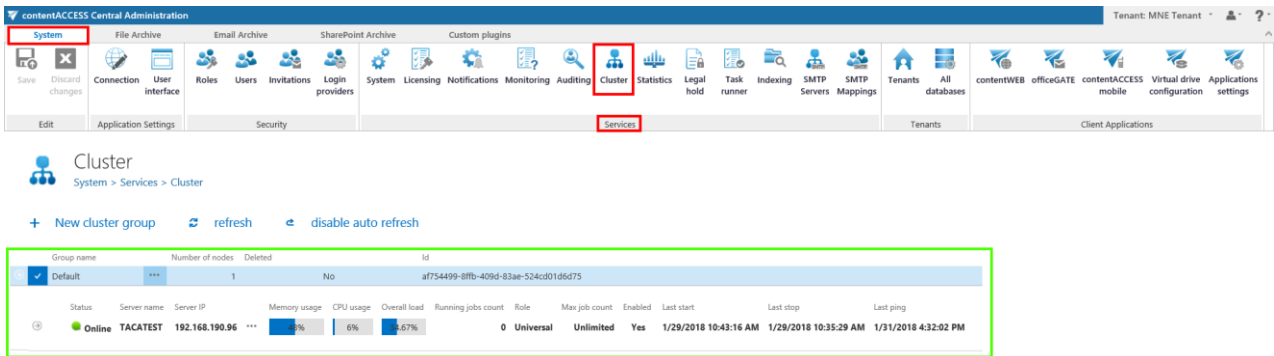 contentACCESS Central Administration
Tenant: MNE Tenant
?
System File Archive Email Archive SharePoint Archive Custom plugins
Save Discard changes Connection User interface Roles Users Invitations Login providers System Licensing Notifications Monitoring Auditing Cluster Statistics Legal hold Task runner Indexing SMTP Servers SMTP Mappings Tenants All databases contentWEB officeGATE contentACCESS mobile Virtual drive configuration Applications settings
Edit Application Settings Security Services Tenants Client Applications
Cluster
System > Services > Cluster
+ New cluster group refresh disable auto refresh
Group name Number of nodes Deleted Id
Default ••• 1 No af754499-8ffb-409d-83ae-524cd01d6d75
Status Server name Server IP Memory usage CPU usage Overall load Running jobs count Role Max job count Enabled Last start Last stop Last ping
Online TACATEST 192.168.190.96 ••• 6% 0 Universal Unlimited Yes 1/29/2018 10:43:16 AM 1/29/2018 10:35:29 AM 1/31/2018 4:32:02 PM